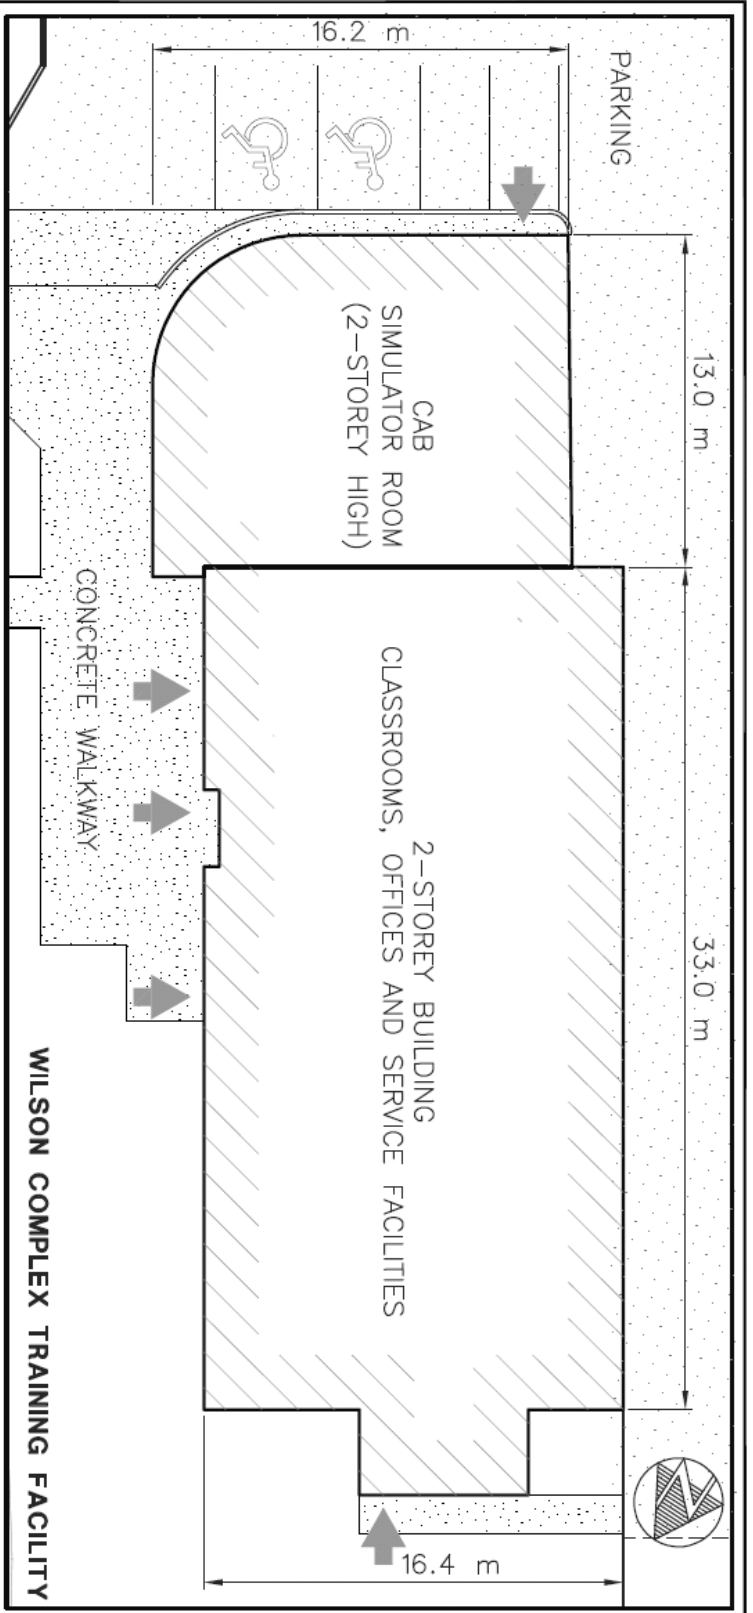 16.2 m
PARKING
13.0 m
CAB
SIMULATOR ROOM
(2-STOREY HIGH)
CONCRETE WALKWAY
2-STOREY BUILDING
CLASSROOMS, OFFICES AND SERVICE FACILITIES
33.0 m
N
16.4 m
WILSON COMPLEX TRAINING FACILITY